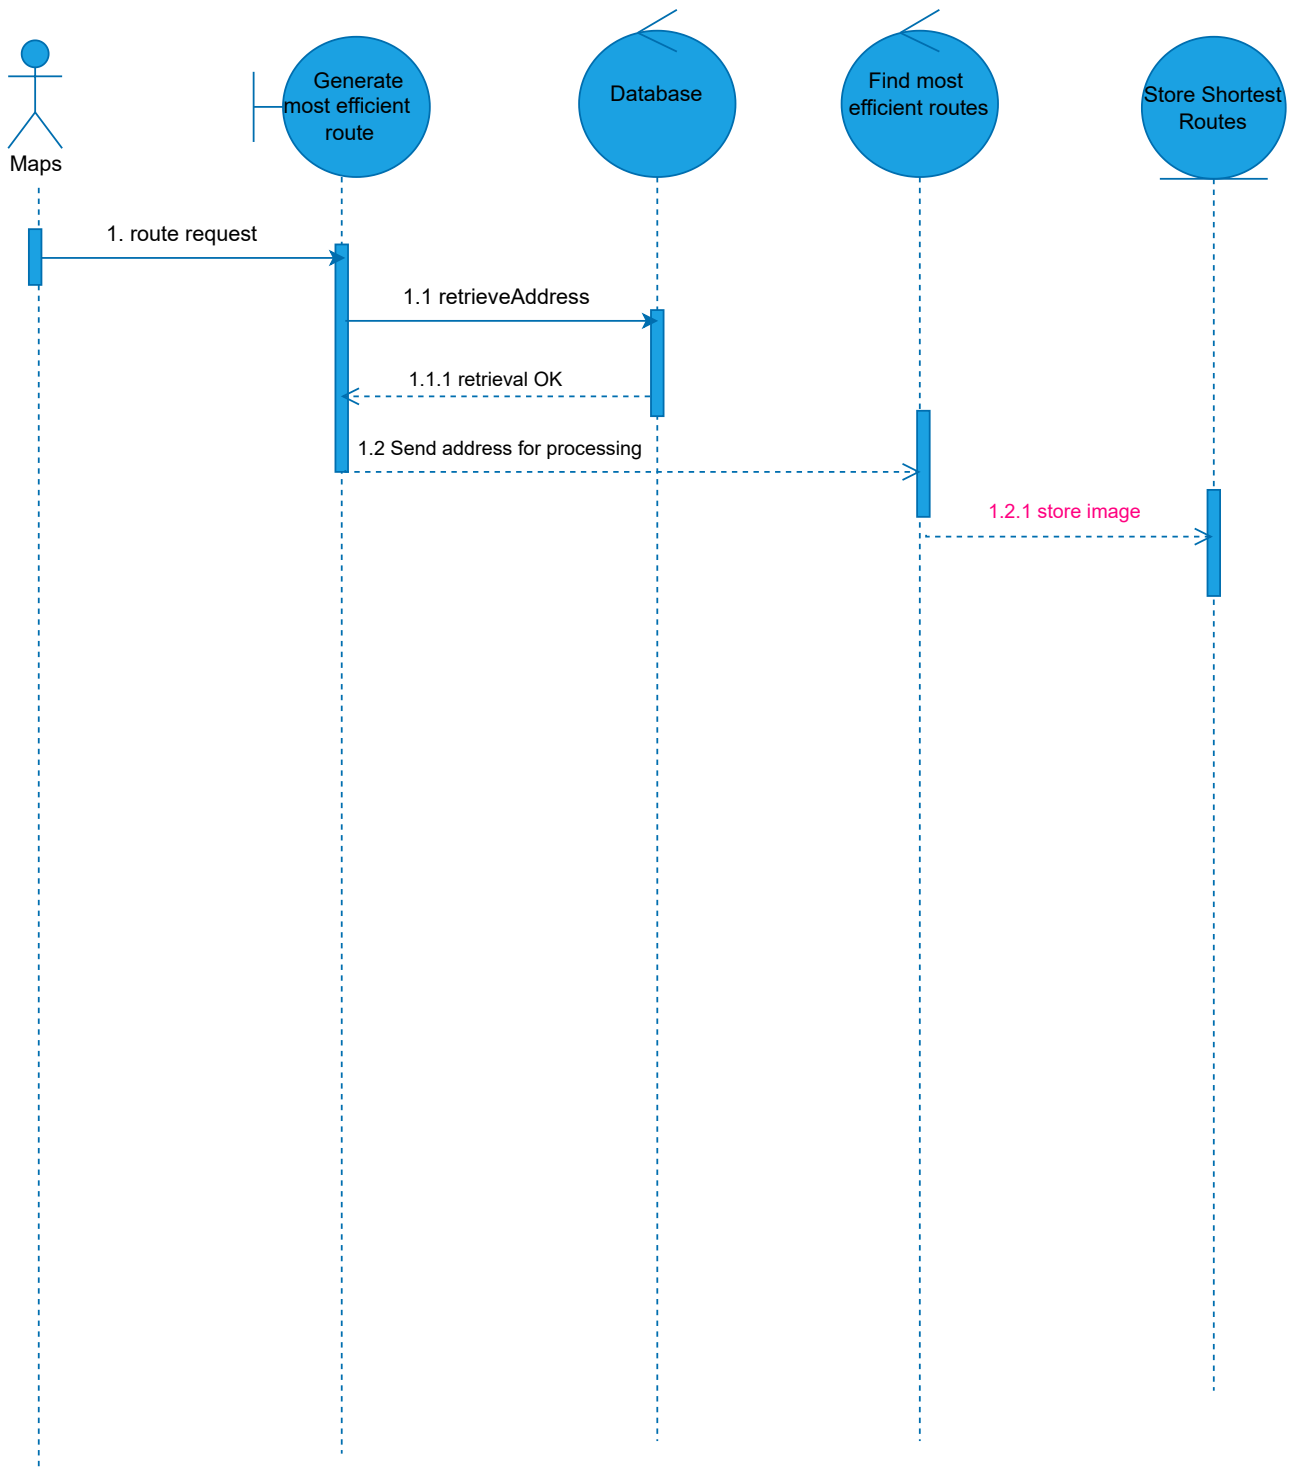 Maps
Generate
most efficient
route
Database
Find most
efficient routes
Store Shortest
Routes
1. route request
1.1 retrieveAddress
1.1.1 retrieval OK
1.2 Send address for processing
1.2.1 store image